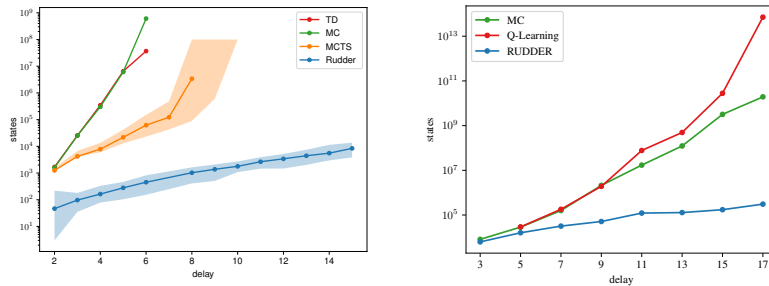 10⁹
10⁸
10⁷
10⁶
10⁵
10⁴
10³
10²
10¹
states
2
4
6
8
10
12
14
delay
TD
MC
MCTS
Rudder
10¹³
10¹¹
10⁹
10⁷
10⁵
states
3
5
7
9
11
13
15
17
delay
MC
Q-Learning
RUDDER